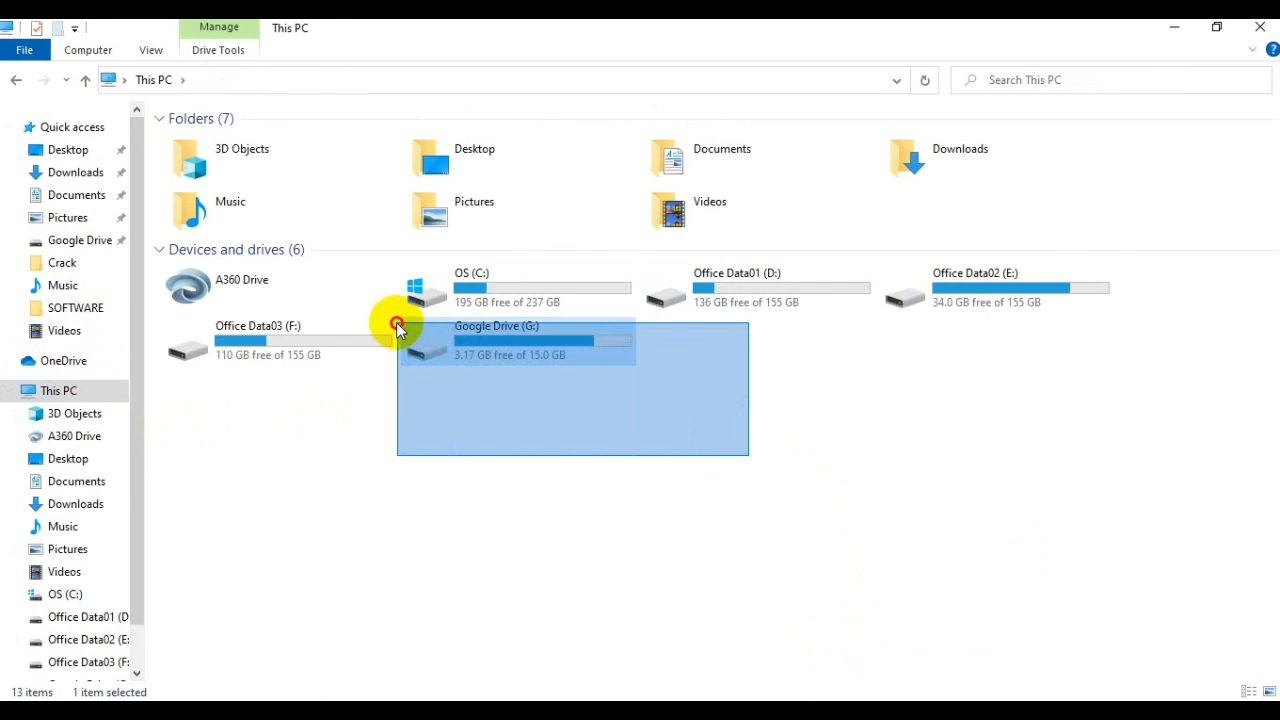 Manage
This PC
File
Computer
View
Drive Tools
This PC
Search This PC
Quick access
Desktop
Downloads
Documents
Pictures
Google Drive
Crack
Music
SOFTWARE
Videos
OneDrive
This PC
3D Objects
A360 Drive
Desktop
Documents
Downloads
Music
Pictures
Videos
OS (C:)
Office Data01 (D
Office Data02 (E:
Office Data03 (F:
Folders (7)
3D Objects
Desktop
Documents
Downloads
Music
Pictures
Videos
Devices and drives (6)
A360 Drive
OS (C:)
195 GB free of 237 GB
Office Data01 (D:)
136 GB free of 155 GB
Office Data02 (E:)
34.0 GB free of 155 GB
Office Data03 (F:)
110 GB free of 155 GB
Google Drive (G:)
3.17 GB free of 15.0 GB
13 items
1 item selected